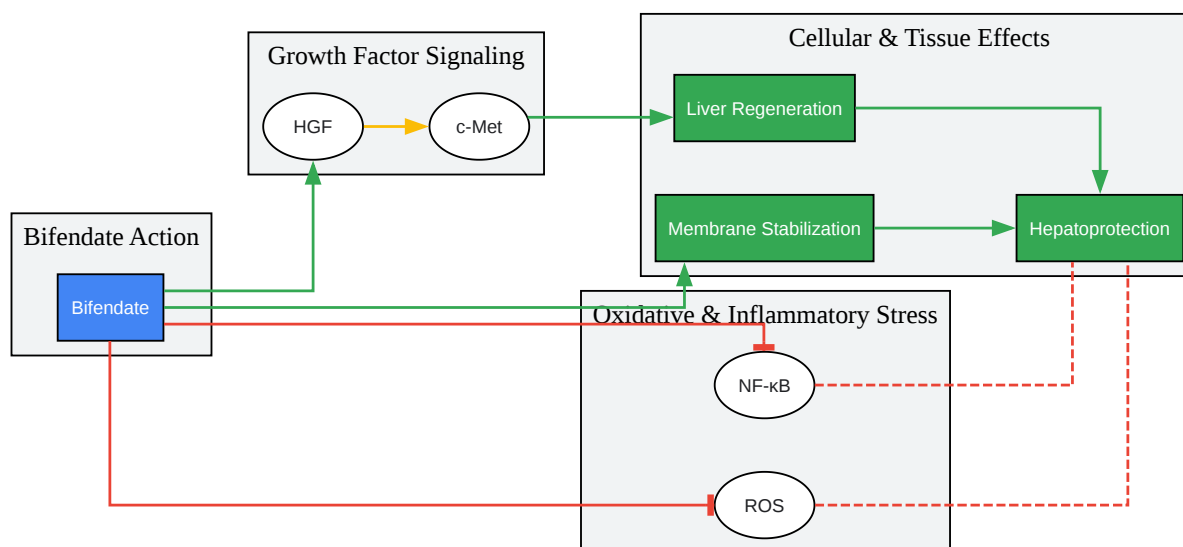 Growth Factor Signaling
HGF
c-Met
Cellular & Tissue Effects
Liver Regeneration
Membrane Stabilization
Hepatoprotection
Bifendate Action
Bifendate
Oxidative & Inflammatory Stress
NF-κB
ROS